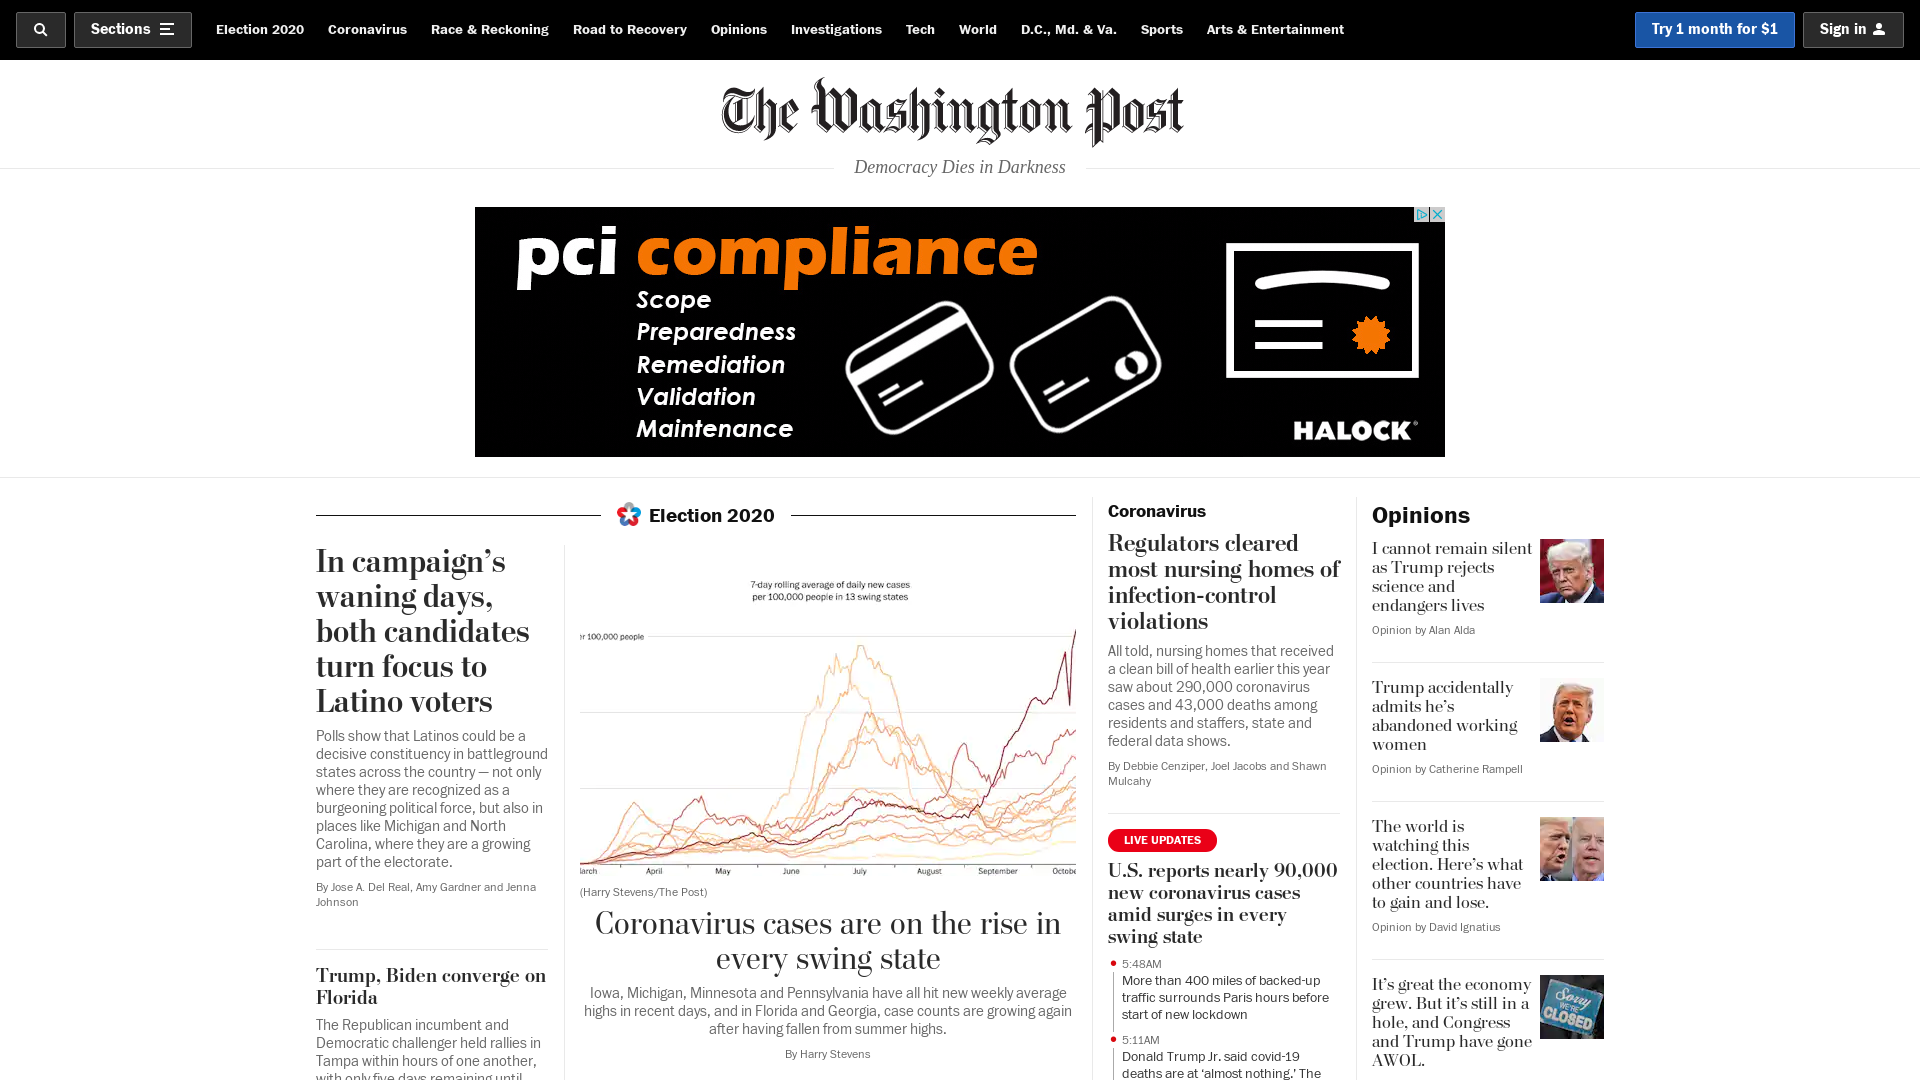 Sections
Election 2020
Coronavirus
Race & Reckoning
Road to Recovery
Opinions
Investigations
Tech
World
D.C., Md. & Va.
Sports
Arts & Entertainment
Try 1 month for $1
Sign in
The Washington Post
Democracy Dies in Darkness
pci compliance
Scope
Preparedness
Remediation
Validation
Maintenance
HALOCK
Election 2020
In campaign's
waning days,
both candidates
turn focus to
Latino voters
Polls show that Latinos could be a
decisive constituency in battleground
states across the country — not only
where they are recognized as a
burgeoning political force, but also in
places like Michigan and North
Carolina, where they are a growing
part of the electorate.
By Jose A. Del Real, Amy Gardner and Jenna
Johnson
Trump, Biden converge on
Florida
The Republican incumbent and
Democratic challenger held rallies in
Tampa within hours of one another,
with only five days remaining until
7-day rolling average of daily new cases
per 100,000 people in 13 swing states
er 100,000 people
larch
April
May
June
July
August
September
Octobe
(Harry Stevens/The Post)
Coronavirus cases are on the rise in
every swing state
Iowa, Michigan, Minnesota and Pennsylvania have all hit new weekly average
highs in recent days, and in Florida and Georgia, case counts are growing again
after having fallen from summer highs.
By Harry Stevens
Coronavirus
Regulators cleared
most nursing homes of
infection-control
violations
All told, nursing homes that received
a clean bill of health earlier this year
saw about 290,000 coronavirus
cases and 43,000 deaths among
residents and staffers, state and
federal data shows.
By Debbie Cenziper, Joel Jacobs and Shawn
Mulcahy
LIVE UPDATES
U.S. reports nearly 90,000
new coronavirus cases
amid surges in every
swing state
5:48AM
More than 400 miles of backed-up
traffic surrounds Paris hours before
start of new lockdown
5:11AM
Donald Trump Jr. said covid-19
deaths are at 'almost nothing.' The
Opinions
I cannot remain silent
as Trump rejects
science and
endangers lives
Opinion by Alan Alda
Trump accidentally
admits he's
abandoned working
women
Opinion by Catherine Rampell
The world is
watching this
election. Here's what
other countries have
to gain and lose.
Opinion by David Ignatius
It's great the economy
grew. But it's still in a
hole, and Congress
and Trump have gone
AWOL.
Sorry
WE'RE
CLOSED